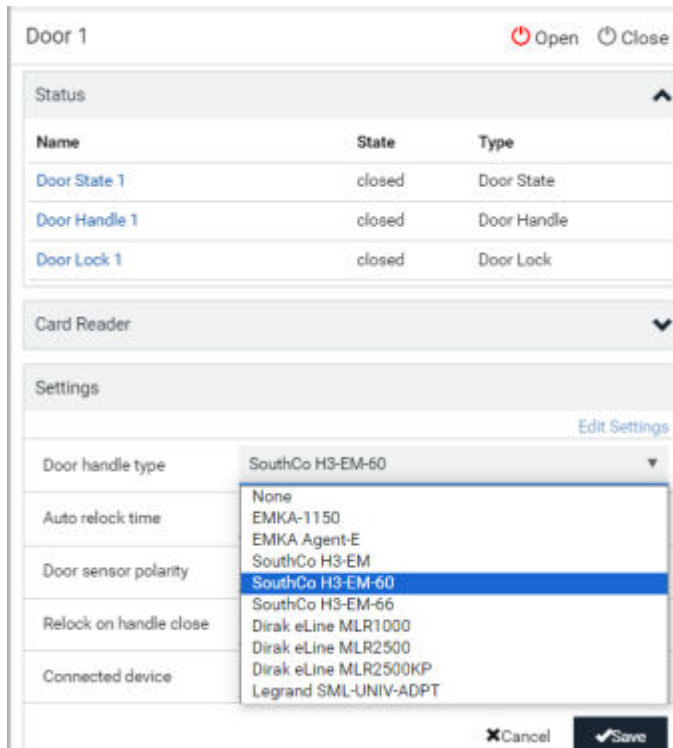 Door 1 Open Close
Status
Name State Type
Door State 1 closed Door State
Door Handle 1 closed Door Handle
Door Lock 1 closed Door Lock
Card Reader
Settings
Edit Settings
Door handle type SouthCo H3-EM-60
None
Auto relock time EMKA-1150
EMKA Agent-E
SouthCo H3-EM
Door sensor polarity SouthCo H3-EM-60
SouthCo H3-EM-66
Relock on handle close Dirak eLine MLR1000
Dirak eLine MLR2500
Connected device Dirak eLine MLR2500KP
Legrand SML-UNIV-ADPT
Cancel Save